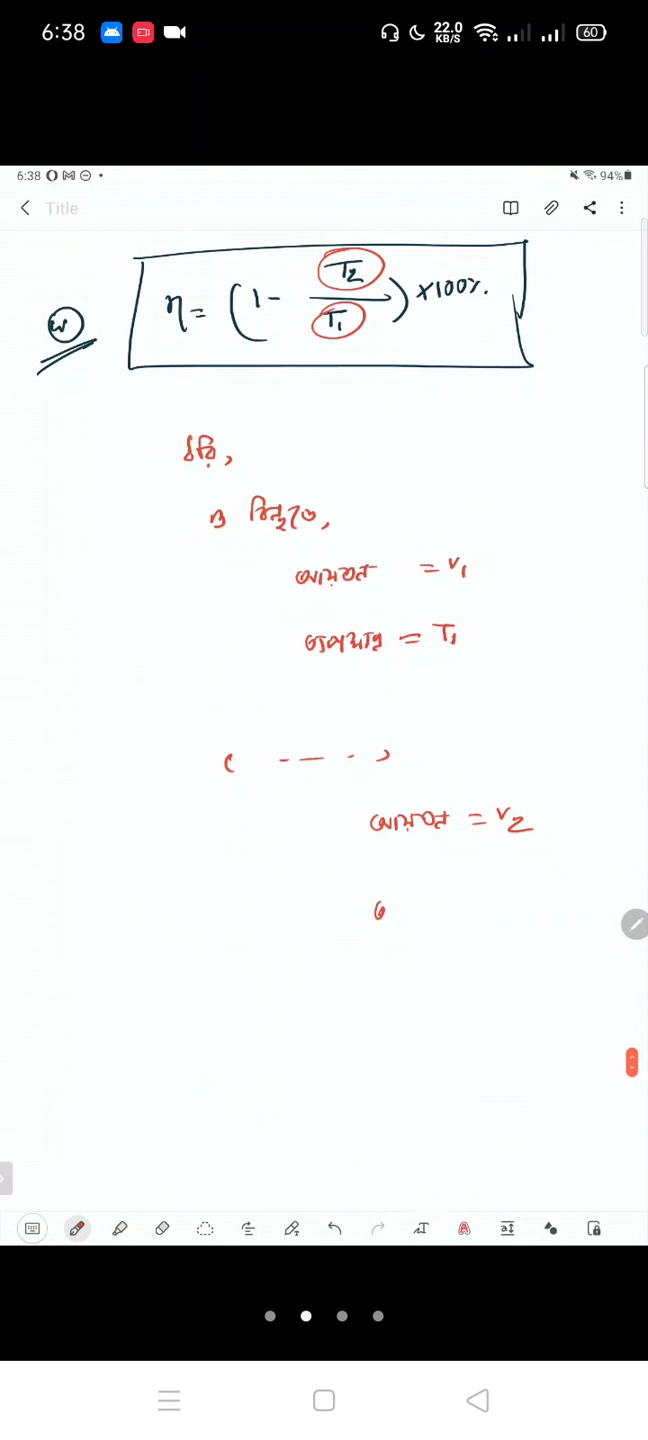 6:38 22.0 KB/S 60
6:38 94%
Title
η = (1 - T₂/T₁) ×100%.
ধরি,
B বিন্দুতে,
আয়তন = V₁
তাপমাত্রা = T₁
C
আয়তন = V₂
ত